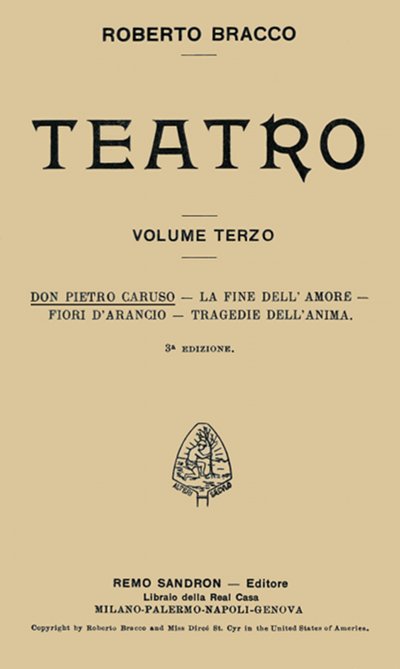 ROBERTO BRACCO
TEATRO
VOLUME TERZO
DON PIETRO CARUSO — LA FINE DELL' AMORE —
FIORI D'ARANCIO — TRAGEDIE DELL'ANIMA.
3ª EDIZIONE.
ALTERI SÆCVLO
REMO SANDRON — Editore
Libraio della Real Casa
MILANO-PALERMO-NAPOLI-GENOVA
Copyright by Roberto Bracco and Miss Dircé St. Cyr in the United States of America.